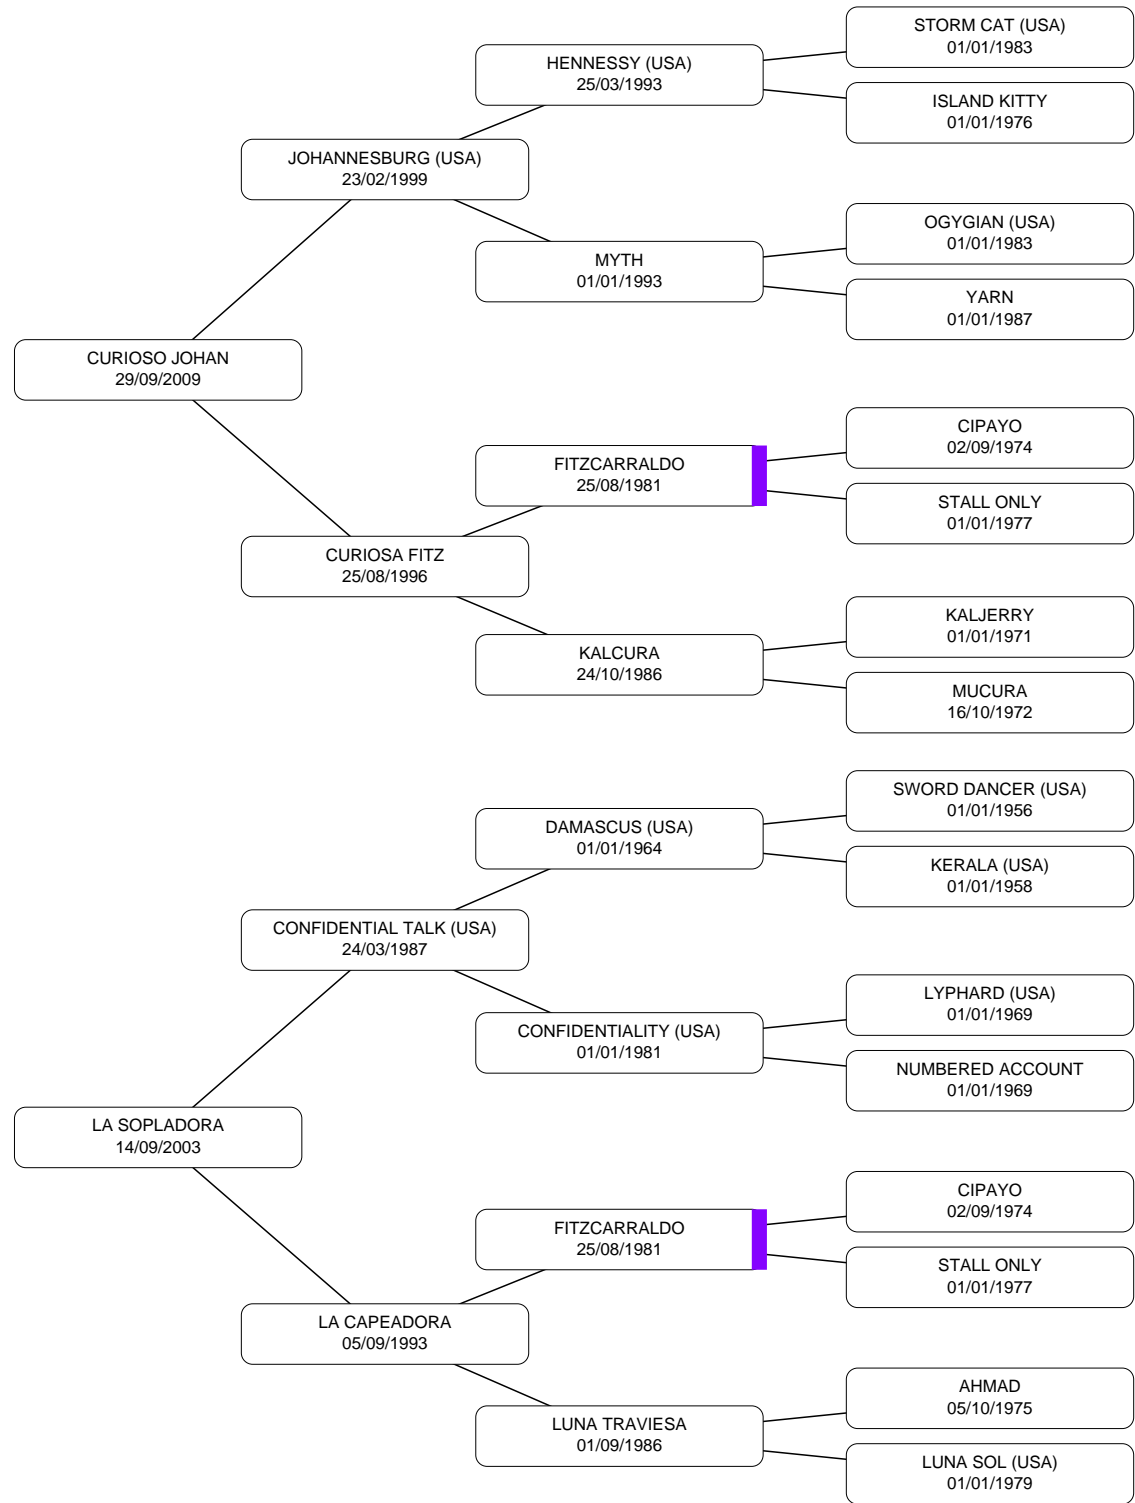 STORM CAT (USA)
01/01/1983
HENNESSY (USA)
25/03/1993
ISLAND KITTY
01/01/1976
JOHANNESBURG (USA)
23/02/1999
OGYGIAN (USA)
01/01/1983
MYTH
01/01/1993
YARN
01/01/1987
CURIOSO JOHAN
29/09/2009
CIPAYO
02/09/1974
FITZCARRALDO
25/08/1981
STALL ONLY
01/01/1977
CURIOSA FITZ
25/08/1996
KALJERRY
01/01/1971
KALCURA
24/10/1986
MUCURA
16/10/1972
SWORD DANCER (USA)
01/01/1956
DAMASCUS (USA)
01/01/1964
KERALA (USA)
01/01/1958
CONFIDENTIAL TALK (USA)
24/03/1987
LYPHARD (USA)
01/01/1969
CONFIDENTIALITY (USA)
01/01/1981
NUMBERED ACCOUNT
01/01/1969
LA SOPLADORA
14/09/2003
CIPAYO
02/09/1974
FITZCARRALDO
25/08/1981
STALL ONLY
01/01/1977
LA CAPEADORA
05/09/1993
AHMAD
05/10/1975
LUNA TRAVIESA
01/09/1986
LUNA SOL (USA)
01/01/1979